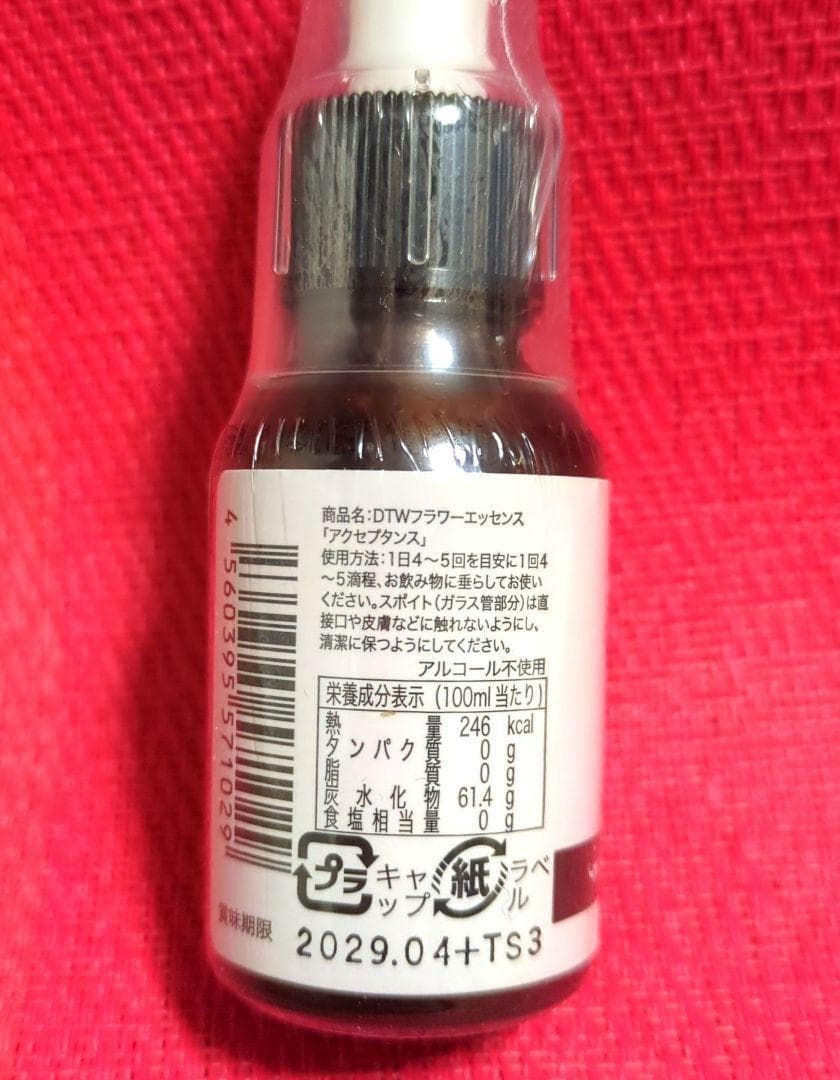 商品名：DTWフラワーエッセンス
「アクセプタンス」
使用方法：1日4～5回を目安に1回4
～5滴程、お飲み物に垂らしてお使い
ください。スポイト（ガラス管部分）は直
接口や皮膚などに触れないようにし、
清潔に保つようにしてください。
アルコール不使用
栄養成分表示（100ml当たり）
熱量 246 kcal
タンパク質 0 g
脂質 0 g
炭水化物 61.4 g
食塩相当量 0 g
プラ キャップ 紙 ラベル
賞味期限 2029.04+TS3
4 560395 571029